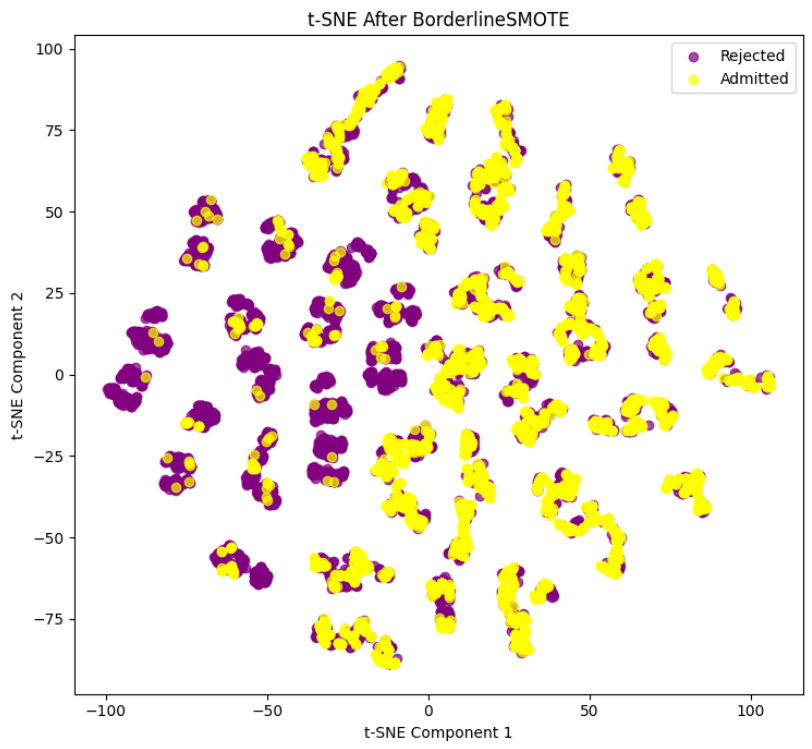 t-SNE After BorderlineSMOTE
Rejected
Admitted
100
75
50
25
0
−25
−50
−75
t-SNE Component 2
−100
−50
0
50
100
t-SNE Component 1